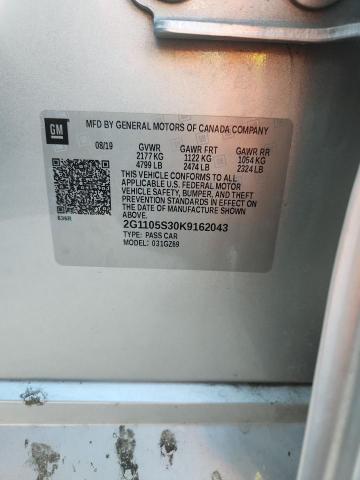 GM
MFD BY GENERAL MOTORS OF CANADA COMPANY
08/19 GVWR GAWR FRT GAWR RR
2177 KG 1122 KG 1054 KG
4799 LB 2474 LB 2324 LB
THIS VEHICLE CONFORMS TO ALL
APPLICABLE U.S. FEDERAL MOTOR
VEHICLE SAFETY, BUMPER, AND THEFT
PREVENTION STANDARDS IN EFFECT ON
THE DATE OF MANUFACTURE SHOWN
ABOVE.
836R
2G1105S30K9162043
TYPE: PASS CAR
MODEL: 031GZ69